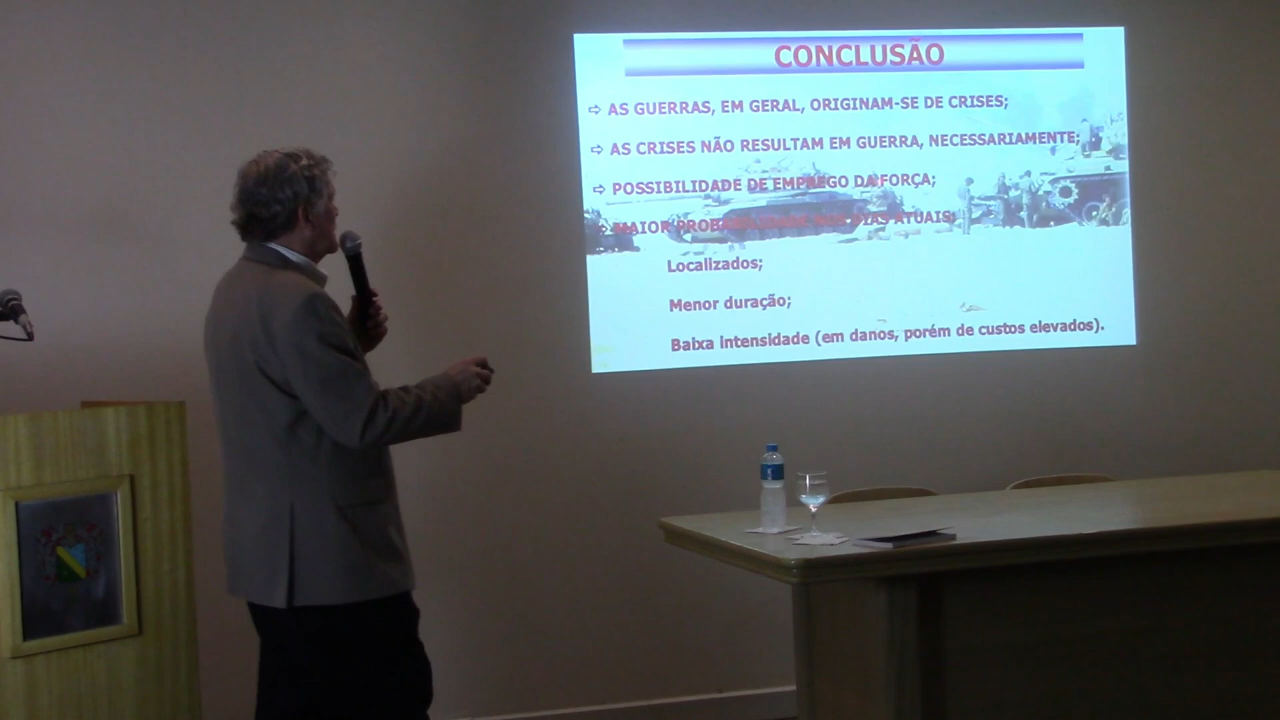 CONCLUSÃO
⇨ AS GUERRAS, EM GERAL, ORIGINAM-SE DE CRISES;
⇨ AS CRISES NÃO RESULTAM EM GUERRA, NECESSARIAMENTE;
⇨ POSSIBILIDADE DE EMPREGO DA FORÇA;
⇨ MAIOR PROBABILIDADE NOS DIAS ATUAIS:
Localizados;
Menor duração;
Baixa intensidade (em danos, porém de custos elevados).